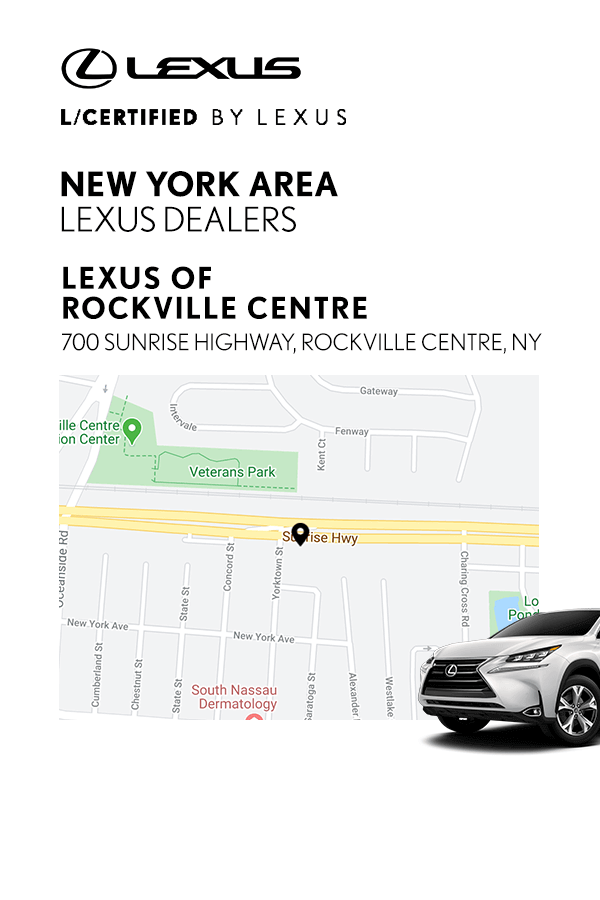 LEXUS
L/CERTIFIED BY LEXUS
NEW YORK AREA
LEXUS DEALERS
LEXUS OF
ROCKVILLE CENTRE
700 SUNRISE HIGHWAY, ROCKVILLE CENTRE, NY
Gateway
Intervale
ille Centre
ion Center
Fenway
Kent Ct
Veterans Park
Sunrise Hwy
Oceanside Rd
Concord St
Yorktown St
Charing Cross Rd
State St
Lo
Pond
New York Ave
New York Ave
Cumberland St
Chestnut St
State St
South Nassau
Dermatology
Saratoga St
Alexander
Westlake